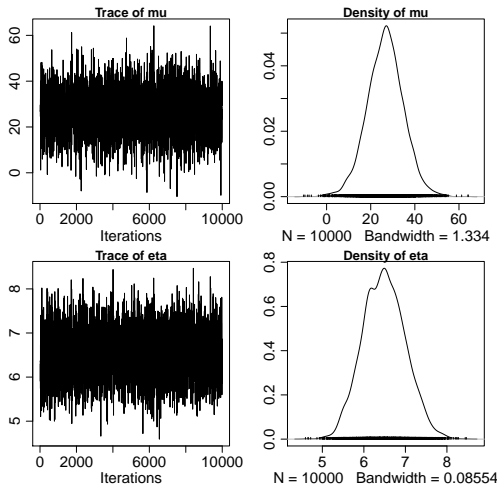 Trace of mu
60
40
20
0
0 2000 6000 10000
Iterations
Density of mu
0.04
0.02
0.00
0 20 40 60
N = 10000 Bandwidth = 1.334
Trace of eta
8
7
6
5
0 2000 6000 10000
Iterations
Density of eta
0.8
0.6
0.4
0.2
0.0
5 6 7 8
N = 10000 Bandwidth = 0.08554